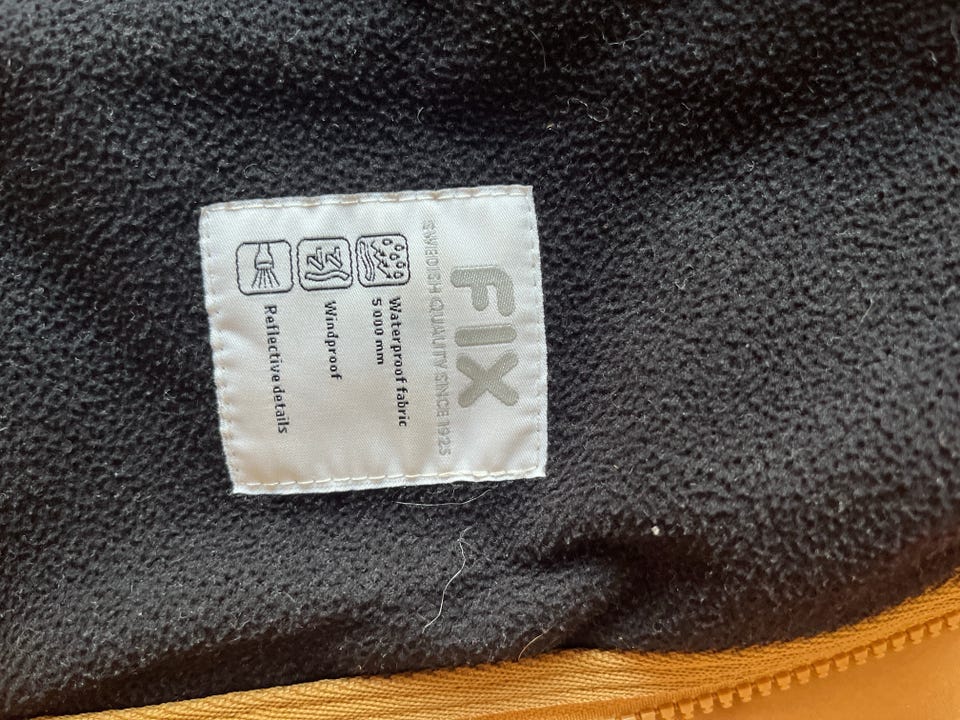 FIX
SWEDISH QUALITY SINCE 1925
Waterproof fabric
5 000 mm
Windproof
Reflective details